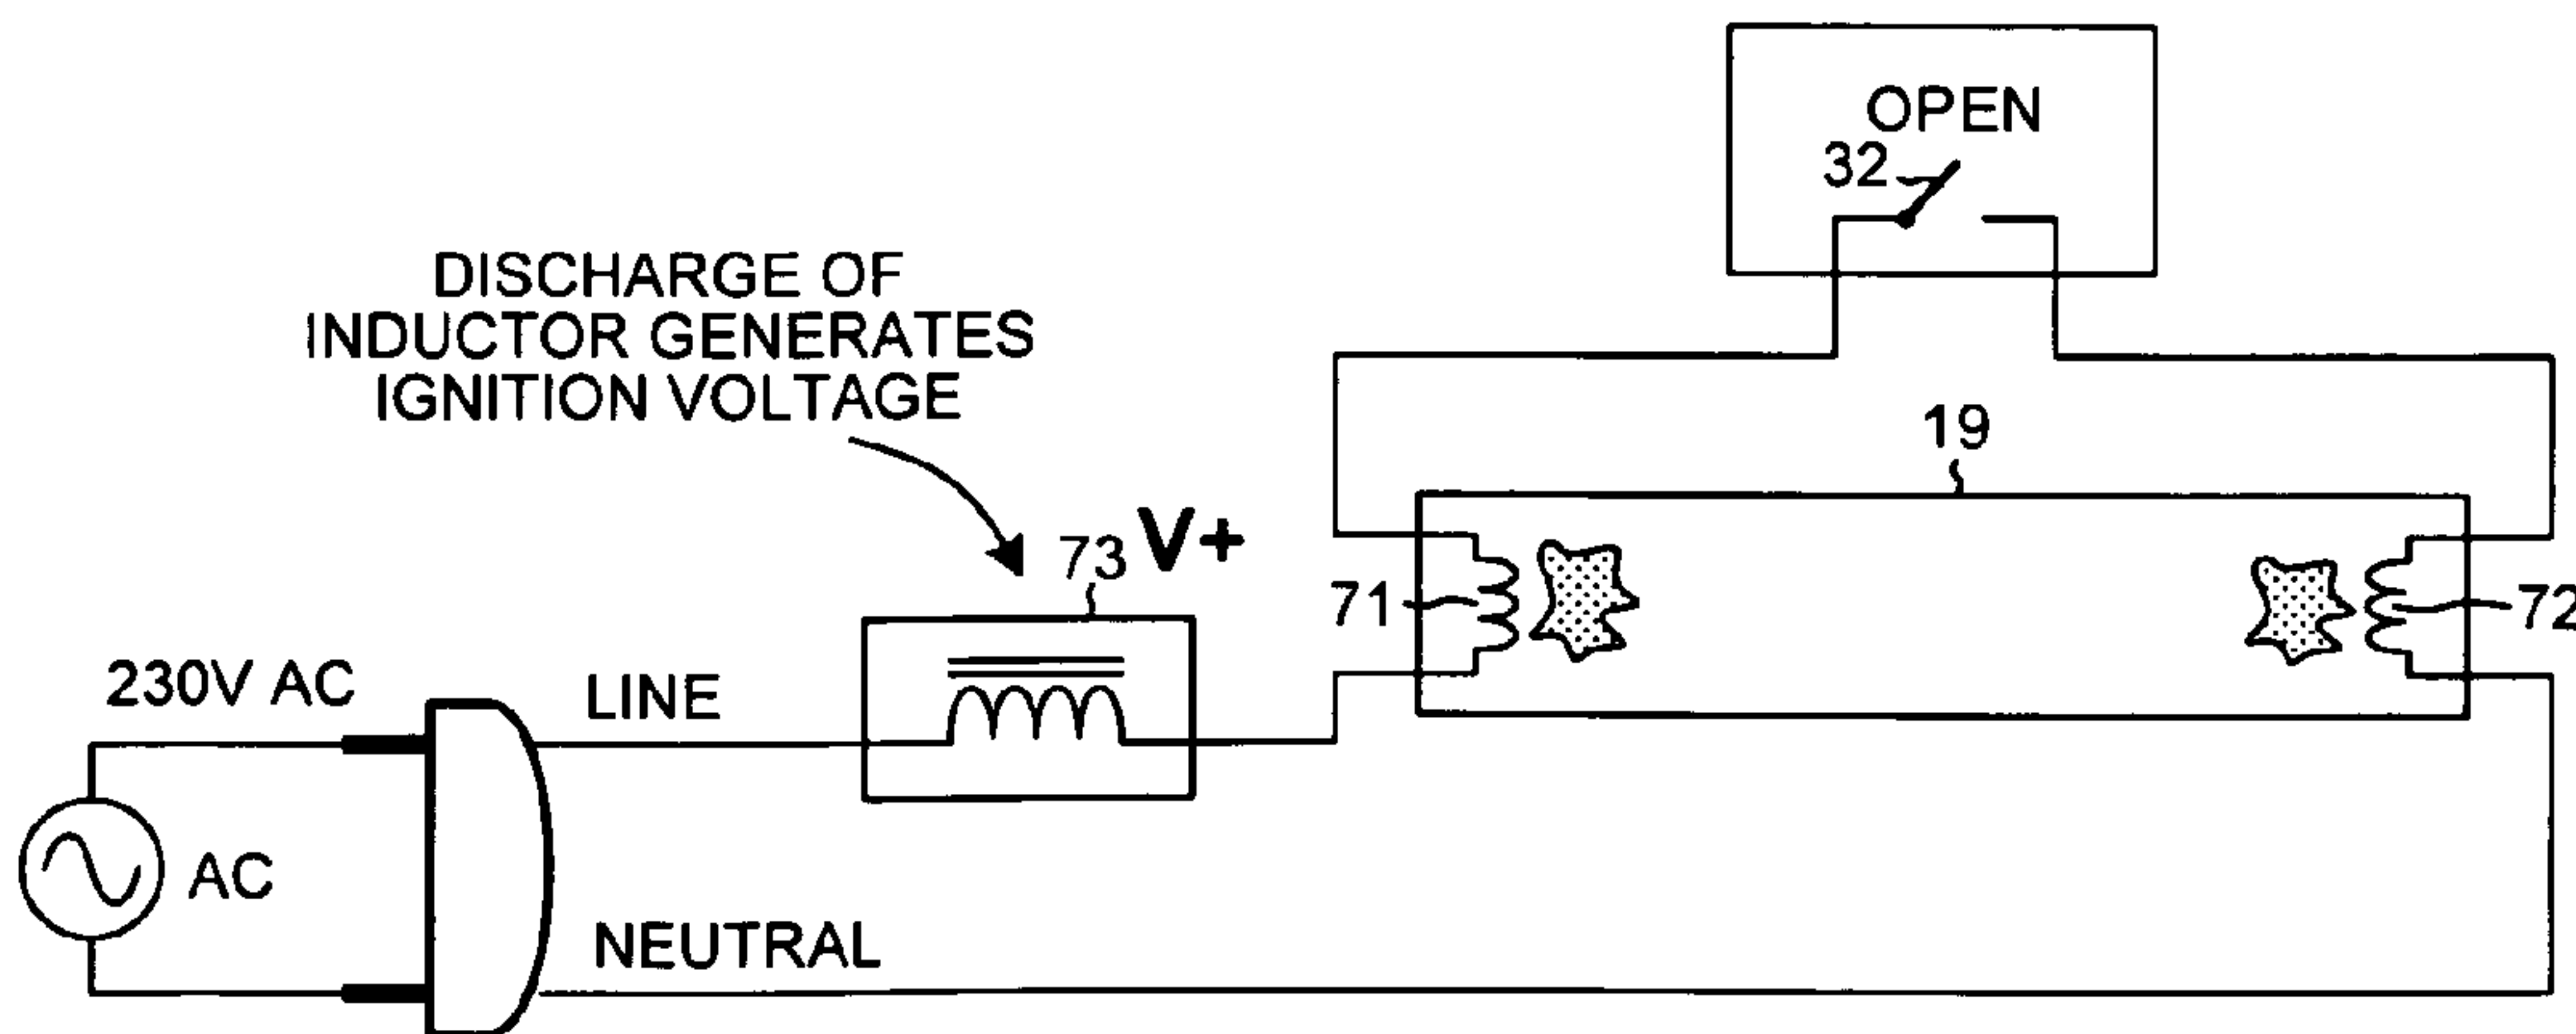 OPEN
32
DISCHARGE OF
INDUCTOR GENERATES
IGNITION VOLTAGE
19
73 V+
71
72
230V AC
LINE
AC
NEUTRAL